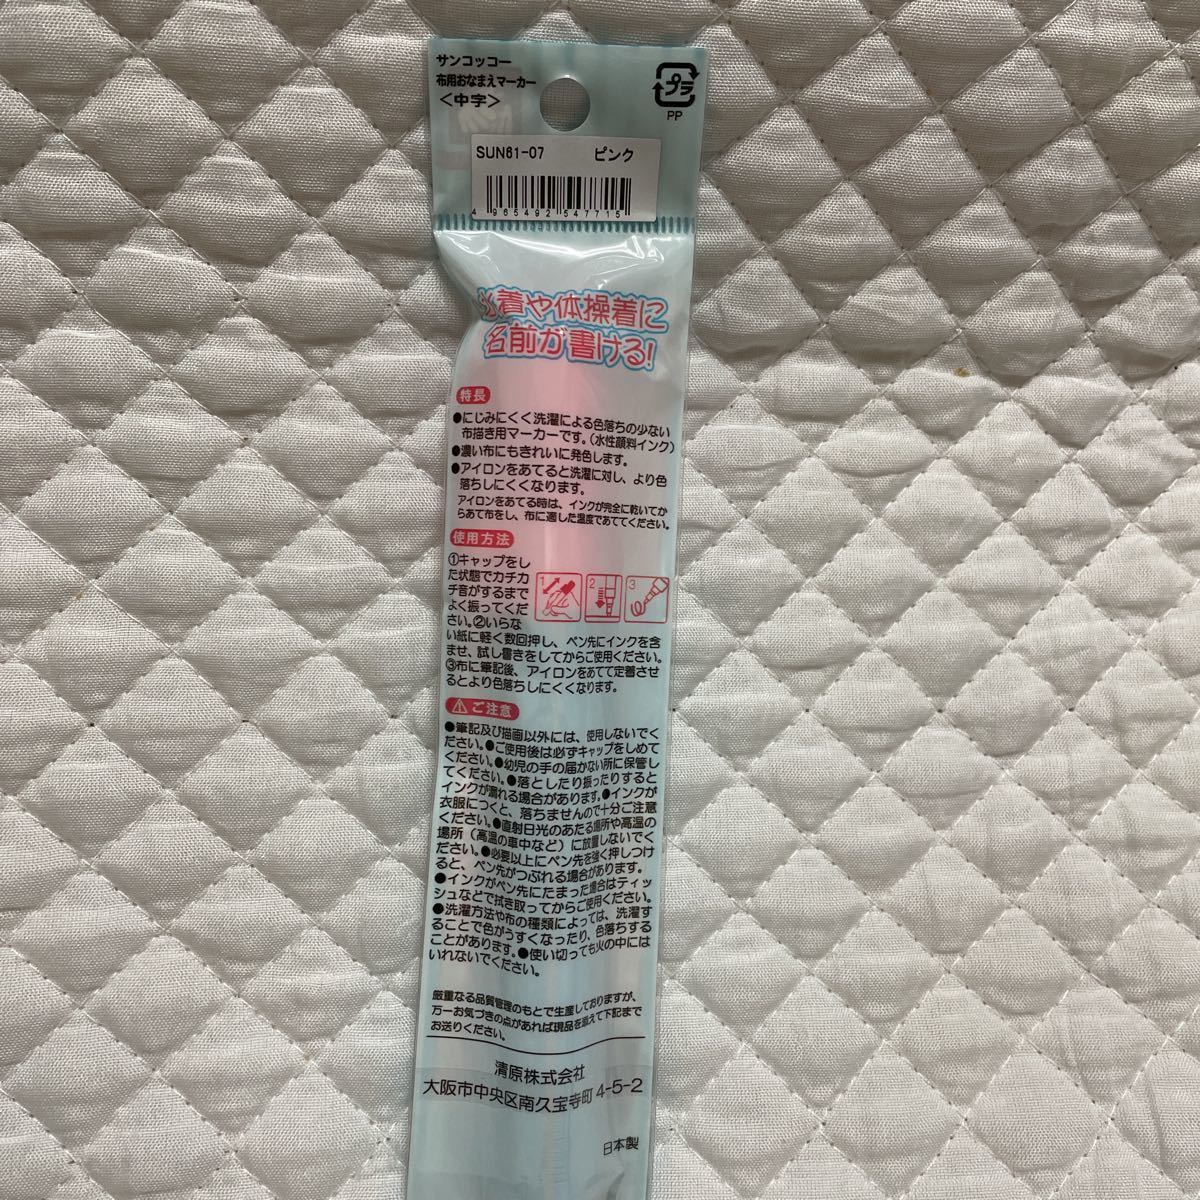 サンコッコー
布用おなまえマーカー
<中字>
プラ
PP
SUN61-07 ピンク
4 965492 547715
水着や体操着に
名前が書ける!
特長
●にじみにくく洗濯による色落ちの少ない
布描き用マーカーです。(水性顔料インク)
●濃い布にもきれいに発色します。
●アイロンをあてると洗濯に対し、より色
落ちしにくくなります。
アイロンをあてる時は、インクが完全に乾いてか
らあて布をし、布に適した温度であててください。
使用方法
①キャップをし
た状態でカチカ
チ音がするまで
よく振ってくだ
さい。②いらな
い紙に軽く数回押し、ペン先にインクを含
ませ、試し書きをしてからご使用ください。
③布に筆記後、アイロンをあてて定着させ
るとより色落ちしにくくなります。
1 2 3
ご注意
●筆記及び描画以外には、使用しないでく
ださい。●ご使用後は必ずキャップをしめて
ください。●幼児の手の届かない所に保管し
てください。●落としたり振ったりすると
インクが漏れる場合があります。●インクが
衣服につくと、落ちませんので十分ご注意
ください。●直射日光のあたる場所や高温の
場所(高温の車中など)に放置しないでく
ださい。●必要以上にペン先を強く押しつけ
ると、ペン先がつぶれる場合があります。
●インクがペン先にたまった場合はティッ
シュなどで拭き取ってからご使用ください。
●洗濯方法や布の種類によっては、洗濯す
ることで色がうすくなったり、色落ちする
ことがあります。●使い切っても火の中には
いれないでください。
厳重なる品質管理のもとで生産しておりますが、
万一お気づきの点があれば現品を添えて下記まで
お送りください。
清原株式会社
大阪市中央区南久宝寺町4-5-2
日本製